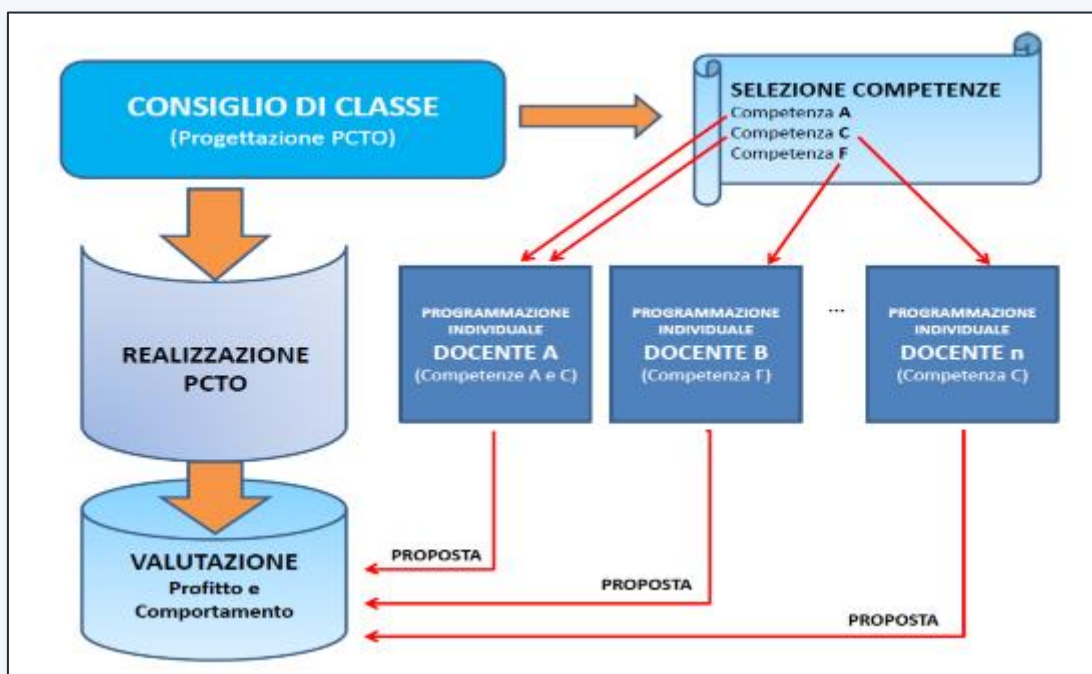 CONSIGLIO DI CLASSE
(Progettazione PCTO)
SELEZIONE COMPETENZE
Competenza A
Competenza C
Competenza F
REALIZZAZIONE
PCTO
PROGRAMMAZIONE
INDIVIDUALE
DOCENTE A
(Competenze A e C)
PROGRAMMAZIONE
INDIVIDUALE
DOCENTE B
(Competenza F)
...
PROGRAMMAZIONE
INDIVIDUALE
DOCENTE n
(Competenza C)
VALUTAZIONE
Profitto e
Comportamento
PROPOSTA
PROPOSTA
PROPOSTA